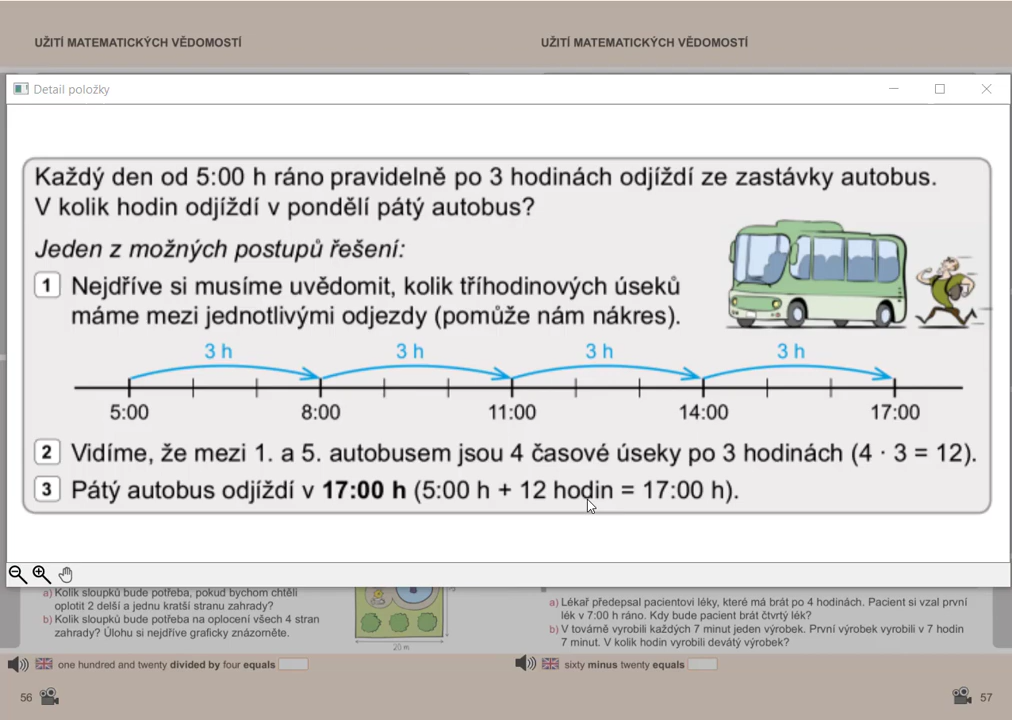 UŽITÍ MATEMATICKÝCH VĚDOMOSTÍ
UŽITÍ MATEMATICKÝCH VĚDOMOSTÍ
Detail položky
Každý den od 5:00 h ráno pravidelně po 3 hodinách odjíždí ze zastávky autobus.
V kolik hodin odjíždí v pondělí pátý autobus?
Jeden z možných postupů řešení:
1 Nejdříve si musíme uvědomit, kolik tříhodinových úseků
máme mezi jednotlivými odjezdy (pomůže nám nákres).
3 h 3 h 3 h 3 h
5:00 8:00 11:00 14:00 17:00
2 Vidíme, že mezi 1. a 5. autobusem jsou 4 časové úseky po 3 hodinách (4 · 3 = 12).
3 Pátý autobus odjíždí v 17:00 h (5:00 h + 12 hodin = 17:00 h).
a) Kolik sloupků bude potřeba, pokud bychom chtěli
oplotit 2 delší a jednu kratší stranu zahrady?
b) Kolik sloupků bude potřeba na oplocení všech 4 stran
zahrady? Úlohu si nejdříve graficky znázorněte.
20 m
one hundred and twenty divided by four equals
56
a) Lékař předepsal pacientovi léky, které má brát po 4 hodinách. Pacient si vzal první
lék v 7:00 h ráno. Kdy bude pacient brát čtvrtý lék?
b) V továrně vyrobili každých 7 minut jeden výrobek. První výrobek vyrobili v 7 hodin
7 minut. V kolik hodin vyrobili devátý výrobek?
sixty minus twenty equals
57